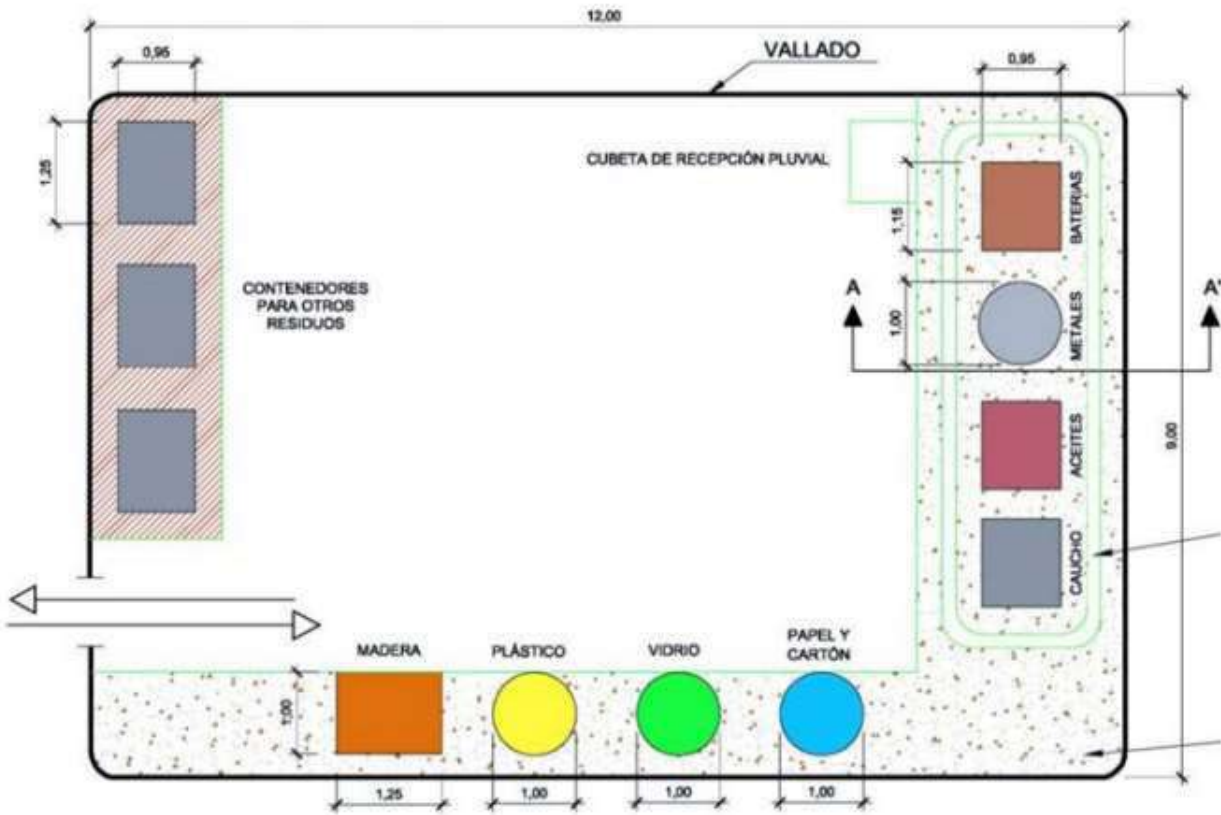 12,00
0,95
VALLADO
0,95
1,25
CUBETA DE RECEPCIÓN PLUVIAL
1,15
BATERIAS
CONTENEDORES
PARA OTROS
RESIDUOS
A
A'
1,00
METALES
ACEITES
9,00
CAUCHO
MADERA
PLÁSTICO
VIDRIO
PAPEL Y
CARTÓN
1,00
1,25
1,00
1,00
1,00